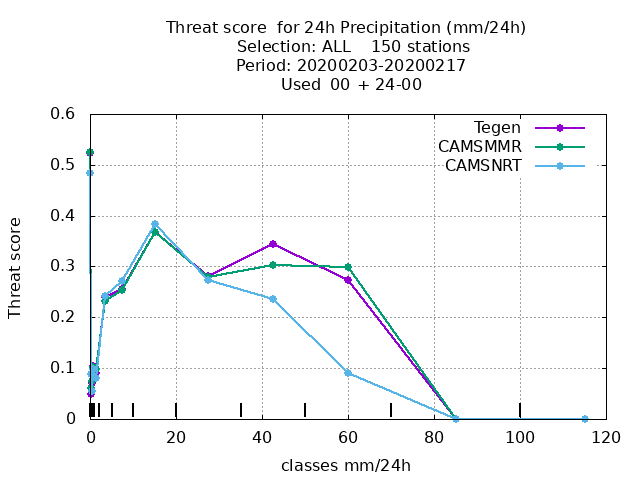 Threat score  for 24h Precipitation (mm/24h)
Selection: ALL    150 stations
Period: 20200203-20200217
Used  00 + 24-00
Tegen
CAMSMMR
CAMSNRT
0.6
0.5
0.4
0.3
0.2
0.1
0
Threat score
0 20 40 60 80 100 120
classes mm/24h